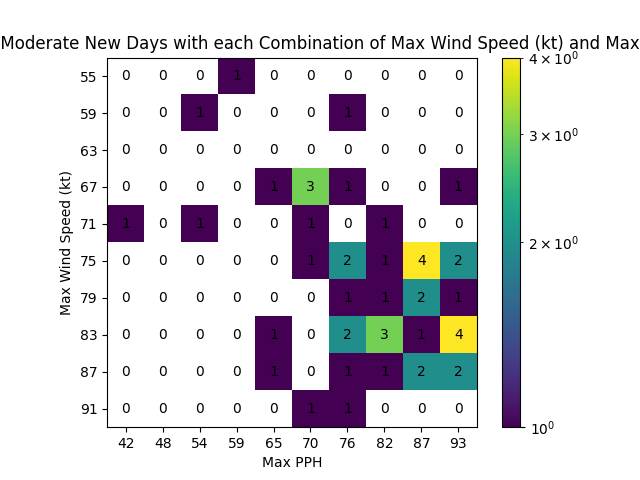 Moderate New Days with each Combination of Max Wind Speed (kt) and Max
55 0 0 0 1 0 0 0 0 0 0
59 0 0 1 0 0 0 1 0 0 0
63 0 0 0 0 0 0 0 0 0 0
67 0 0 0 0 1 3 1 0 0 1
71 1 0 1 0 0 1 0 1 0 0
75 0 0 0 0 0 1 2 1 4 2
79 0 0 0 0 0 0 1 1 2 1
83 0 0 0 0 1 0 2 3 1 4
87 0 0 0 0 1 0 1 1 2 2
91 0 0 0 0 0 1 1 0 0 0
42 48 54 59 65 70 76 82 87 93
Max PPH
Max Wind Speed (kt)
4 × 10⁰
3 × 10⁰
2 × 10⁰
10⁰